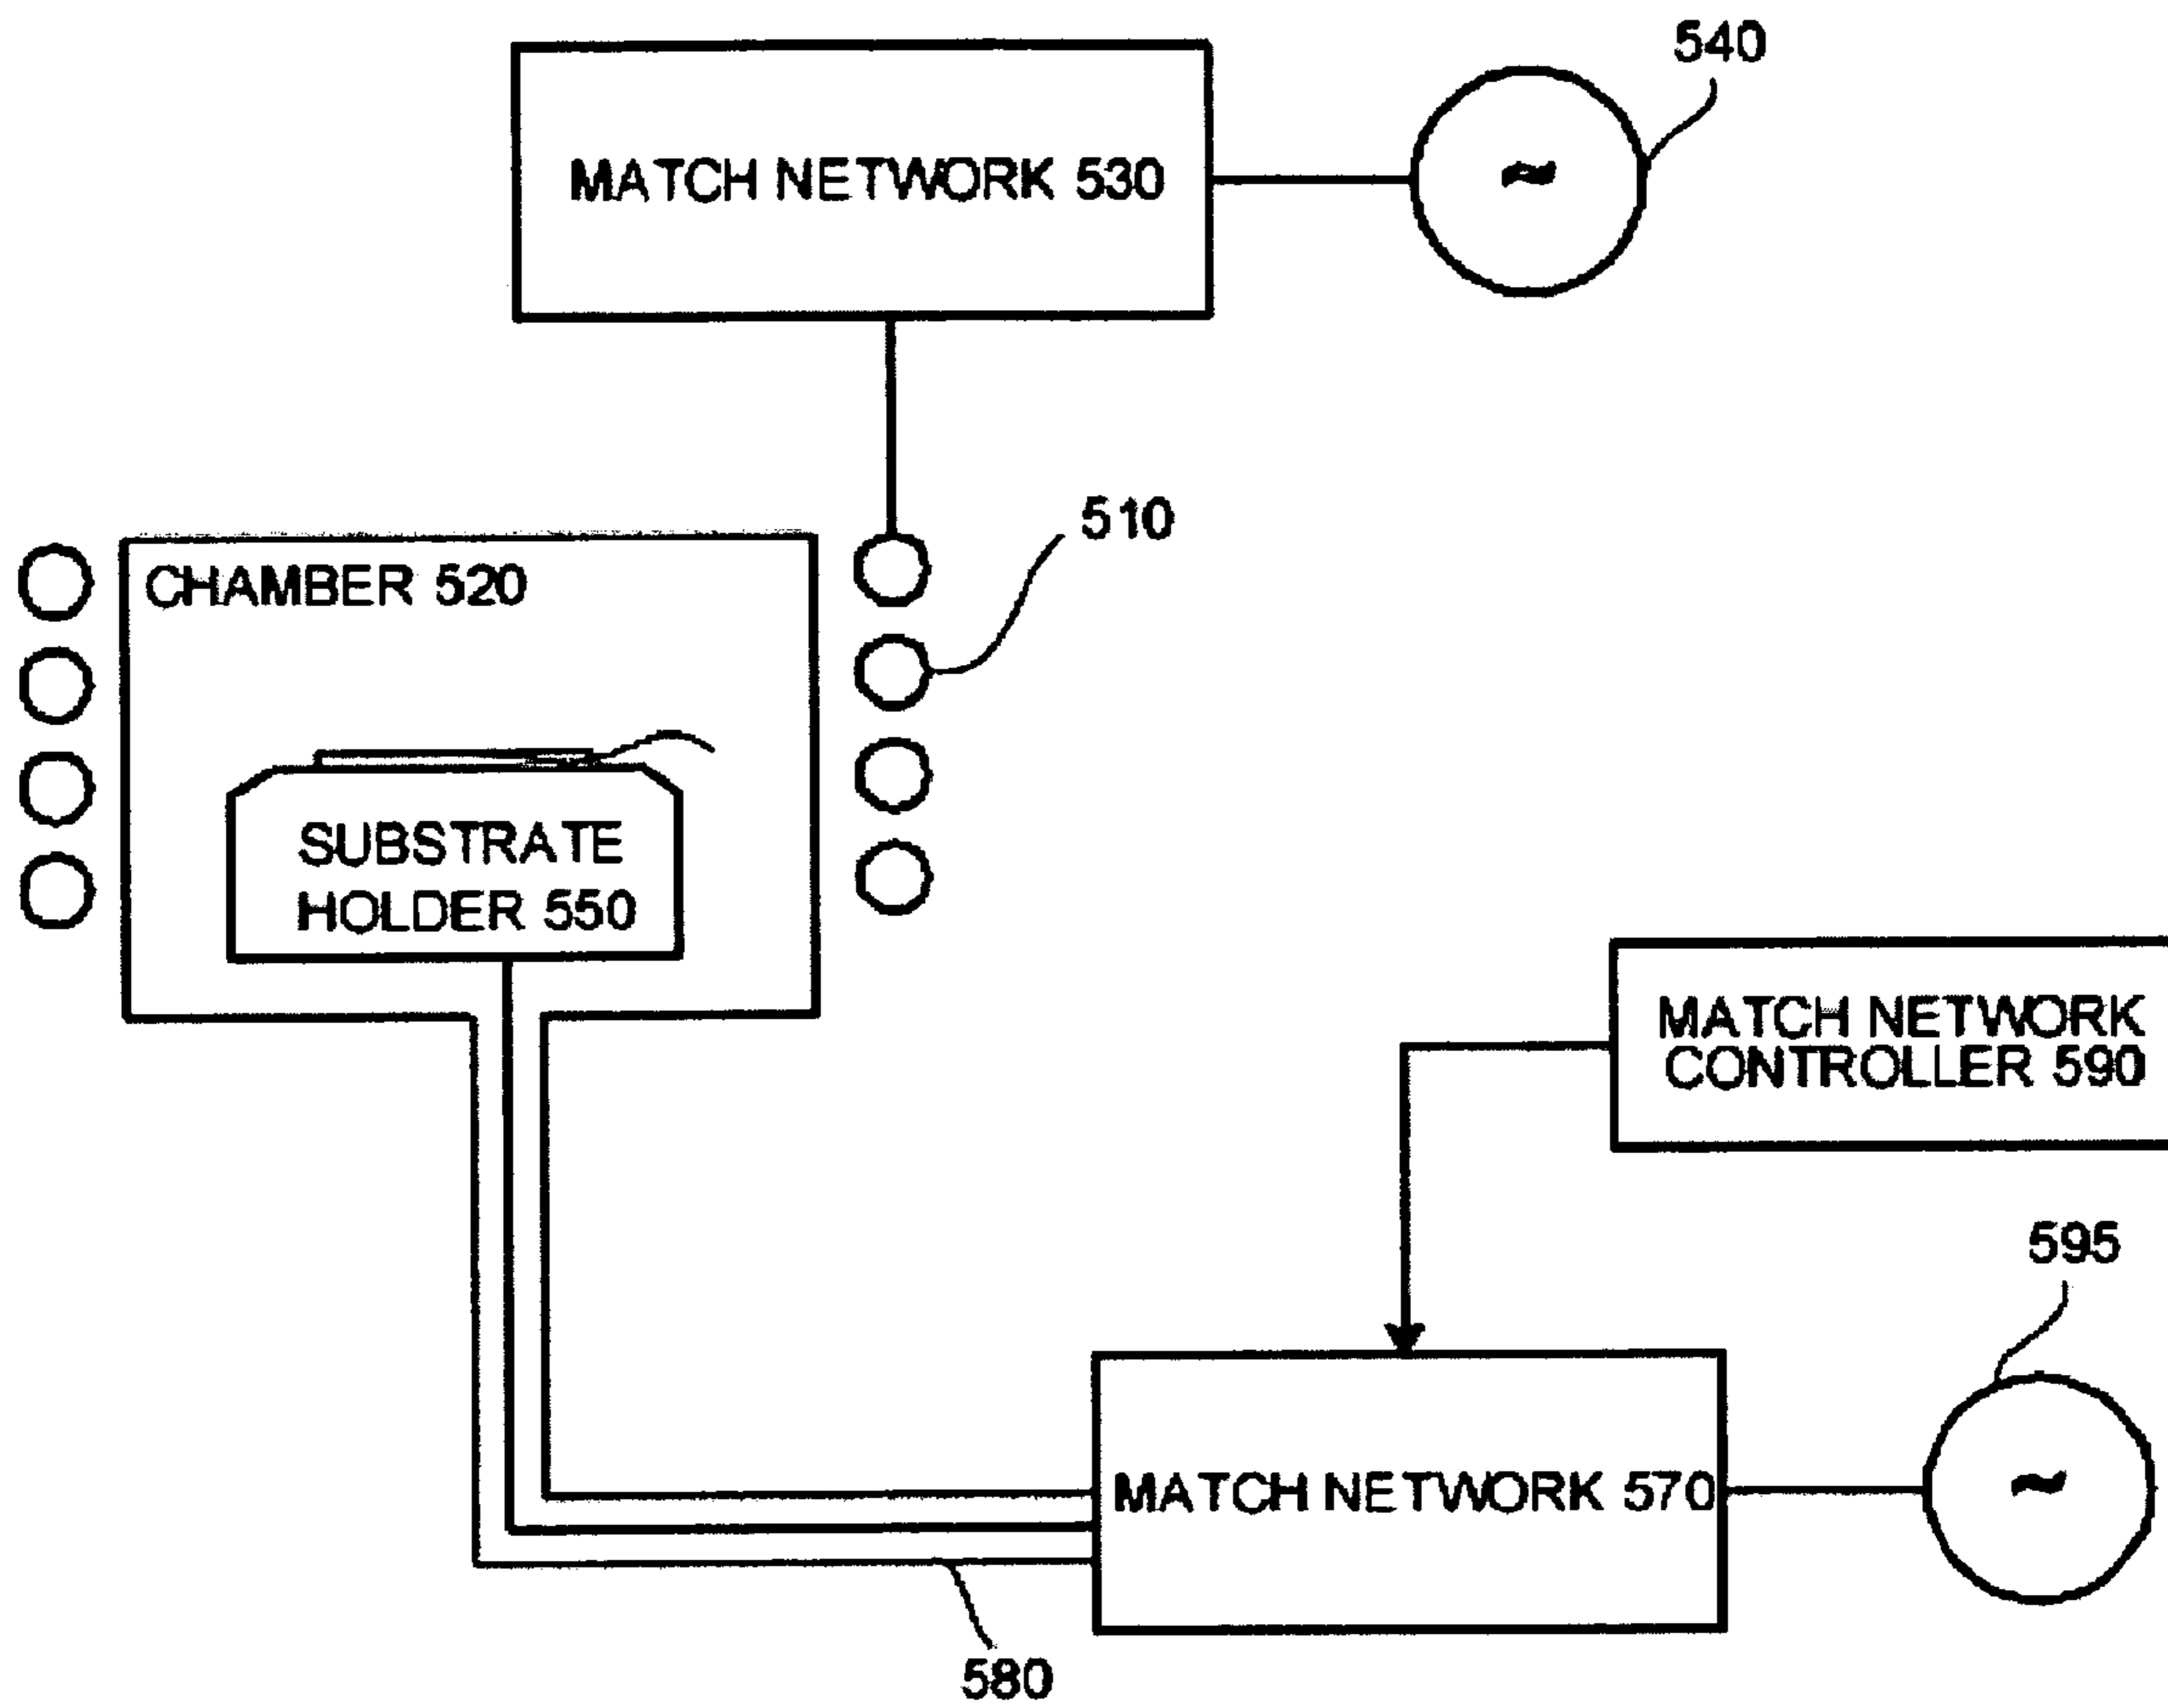 540
MATCH NETWORK 530
~
510
CHAMBER 520
SUBSTRATE
HOLDER 550
MATCH NETWORK
CONTROLLER 590
595
MATCH NETWORK 570
~
580